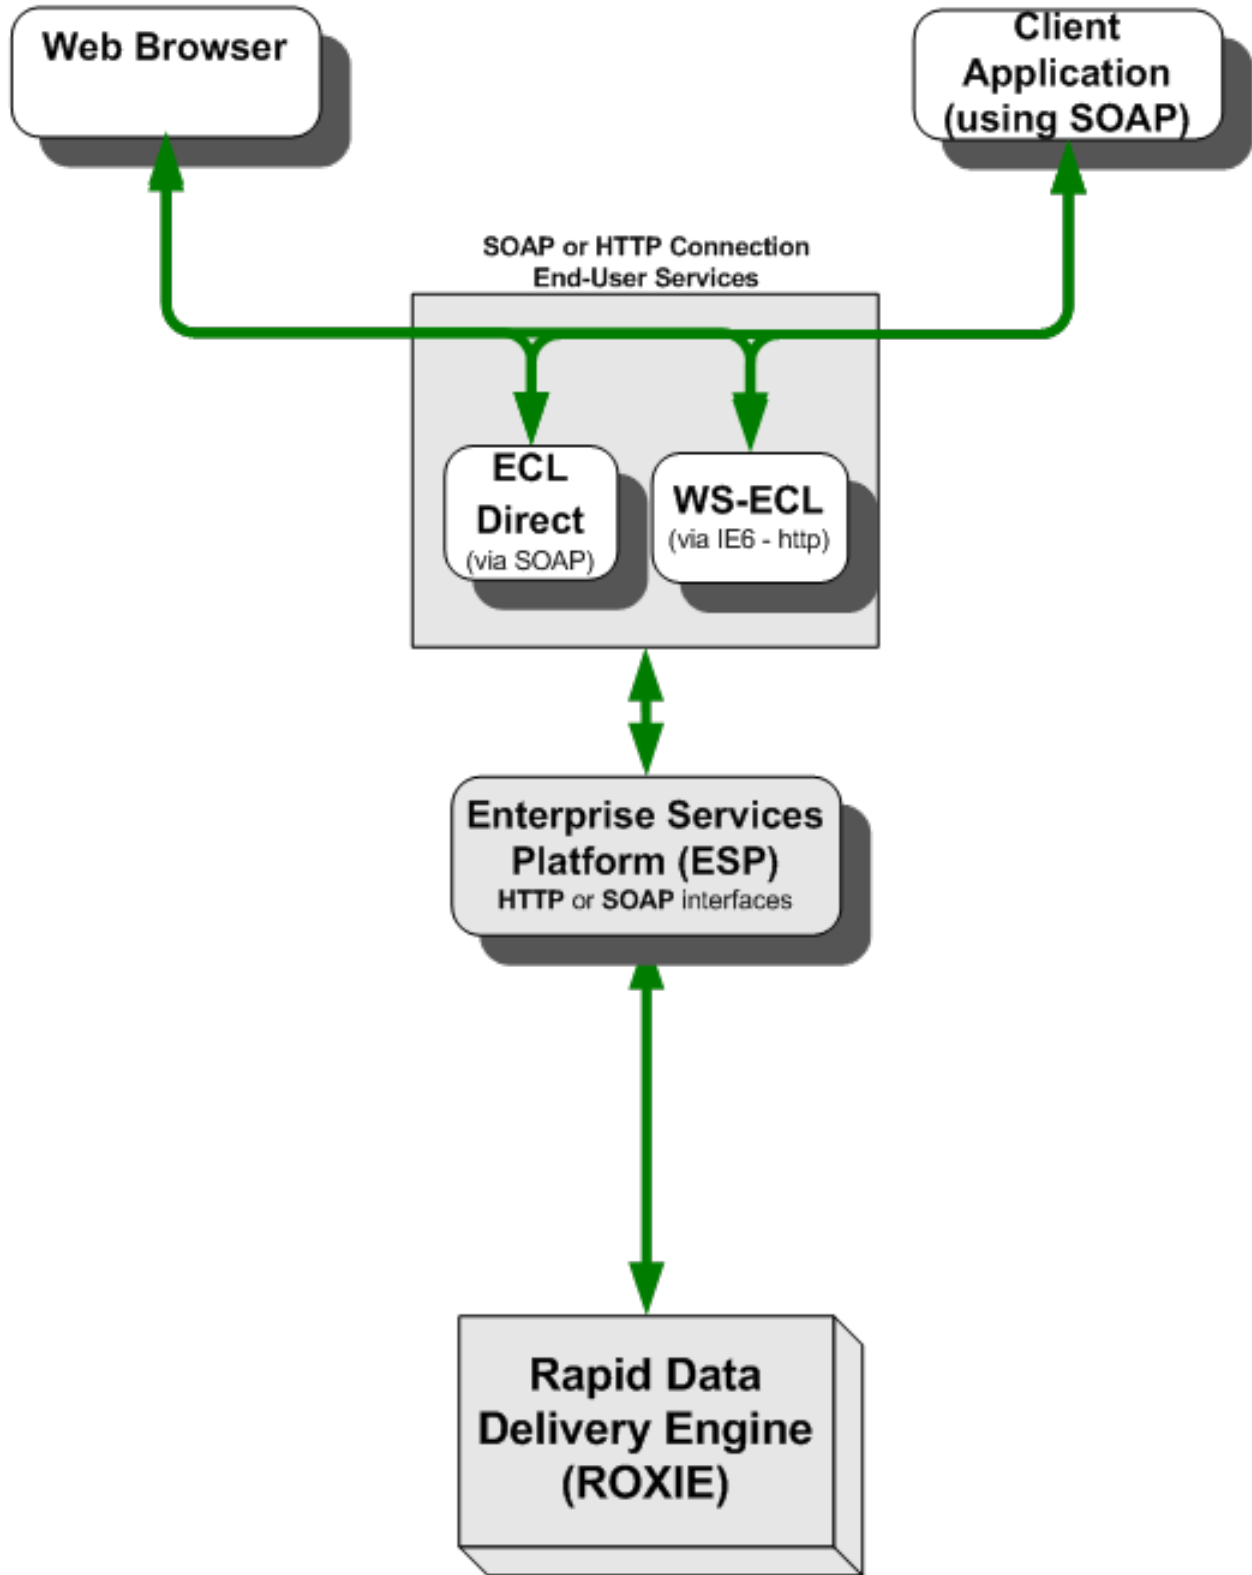 Web Browser
Client
Application
(using SOAP)
SOAP or HTTP Connection
End-User Services
ECL
Direct
(via SOAP)
WS-ECL
(via IE6 - http)
Enterprise Services
Platform (ESP)
HTTP or SOAP interfaces
Rapid Data
Delivery Engine
(ROXIE)